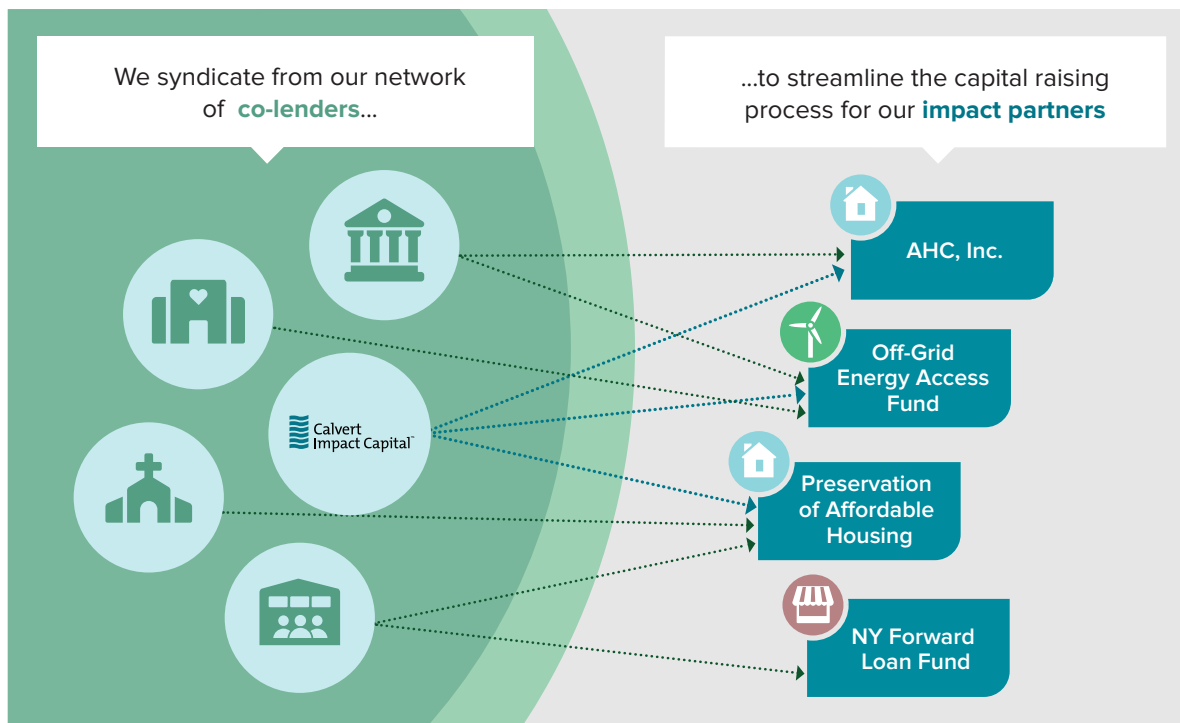 We syndicate from our network
of co-lenders...
...to streamline the capital raising
process for our impact partners
AHC, Inc.
Off-Grid
Energy Access
Fund
Calvert
Impact Capital™
Preservation
of Affordable
Housing
NY Forward
Loan Fund